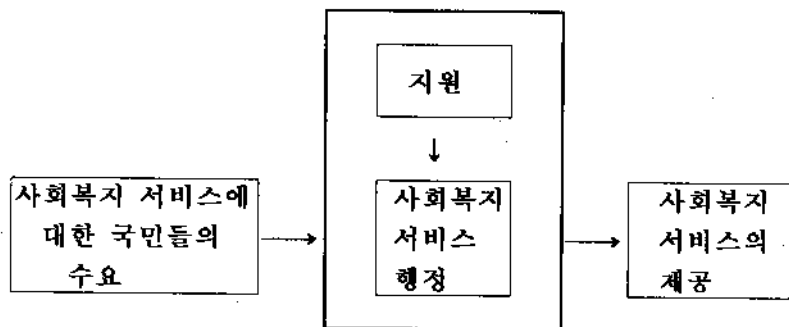 지원
사회복지 서비스에
대한 국민들의
수요
사회복지
서비스
행정
사회복지
서비스의
제공